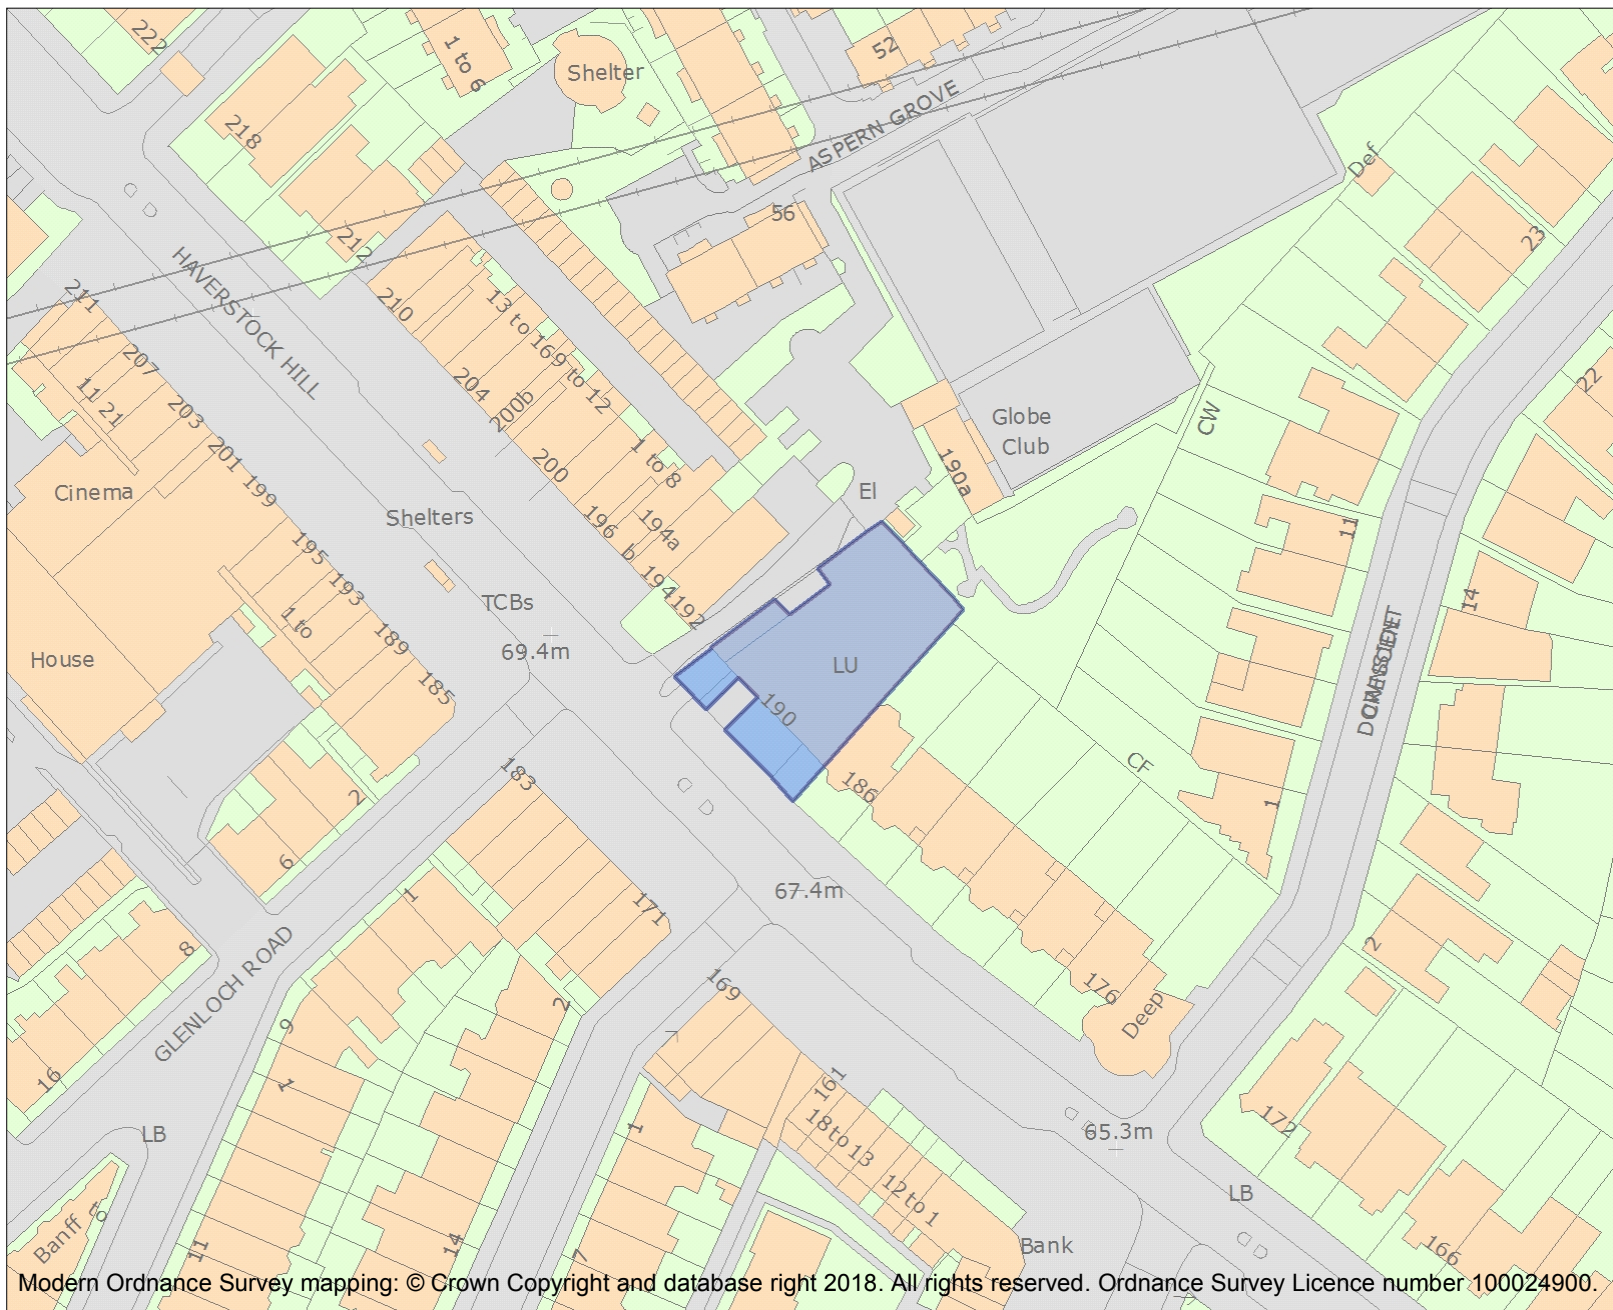 222
1 to 6
Shelter
52
ASPERN GROVE
218
Def
56
212
23
HAVERSTOCK HILL
211
210
13 to 169 to 12
207
204
200b
22
11
21
203
Globe
Club
CW
201
200
1 to 8
190a
Cinema
199
El
Shelters
196
194a
11
195
b
193
194
TCBs
192
14
1 to
69.4m
189
House
LU
185
190
CF
183
186
2
1
6
67.4m
1
171
8
2
GLENLOCH ROAD
169
176
Deep
2
9
7
16
1
161
172
65.3m
LB
1
18 to 13
12 to 1
LB
Banff to
11
14
7
Bank
166
Modern Ordnance Survey mapping: © Crown Copyright and database right 2018. All rights reserved. Ordnance Survey Licence number 100024900.